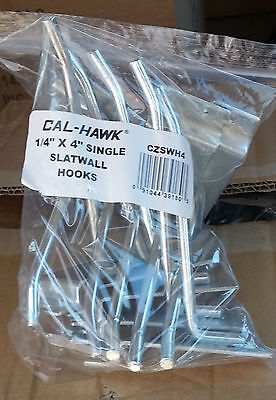 CAL-HAWK®
1/4" X 4" SINGLE
SLATWALL
HOOKS
CZSWH4